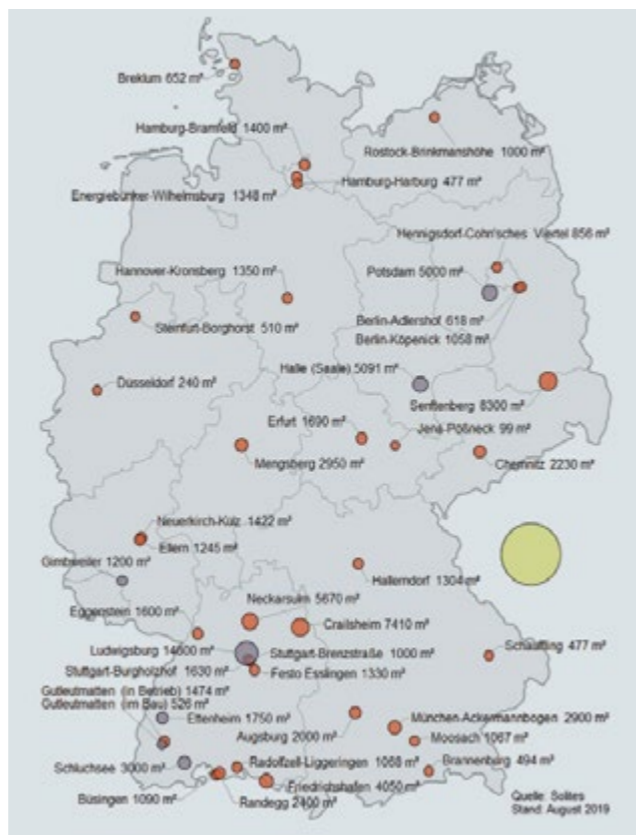 Breklum 652 m²
Hamburg-Bramfeld 1400 m²
Rostock-Brinkmanshöhe 1000 m²
Hamburg-Harburg 477 m²
Energiebunker-Wilhelmsburg 1348 m²
Hennigsdorf-Cohn'sches Viertel 856 m²
Hannover-Kronsberg 1350 m²
Potsdam 5000 m²
Steinfurt-Borghorst 510 m²
Berlin-Adlershof 618 m²
Berlin-Köpenick 1058 m²
Halle (Saale) 5091 m²
Düsseldorf 240 m²
Senftenberg 8300 m²
Erfurt 1690 m²
Jena-Pößneck 99 m²
Mengsberg 2950 m²
Chemnitz 2230 m²
Neuerkirch-Külz 1422 m²
Ellern 1245 m²
Gimbweiler 1200 m²
Hallerndorf 1304 m²
Neckarsulm 5670 m²
Eggenstein 1600 m²
Crailsheim 7410 m²
Ludwigsburg 14800 m²
Stuttgart-Brenzstraße 1000 m²
Schaufling 477 m²
Stuttgart-Burgholzhof 1630 m²
Festo Esslingen 1330 m²
Gutleutmatten (in Betrieb) 1474 m²
Gutleutmatten (im Bau) 526 m²
Ettenheim 1750 m²
München-Ackermannbogen 2900 m²
Augsburg 2000 m²
Moosach 1067 m²
Schluchsee 3000 m²
Radolfzell-Liggeringen 1068 m²
Brannenburg 494 m²
Friedrichshafen 4050 m²
Büsingen 1090 m²
Randegg 2400 m²
Quelle: Solites
Stand: August 2019